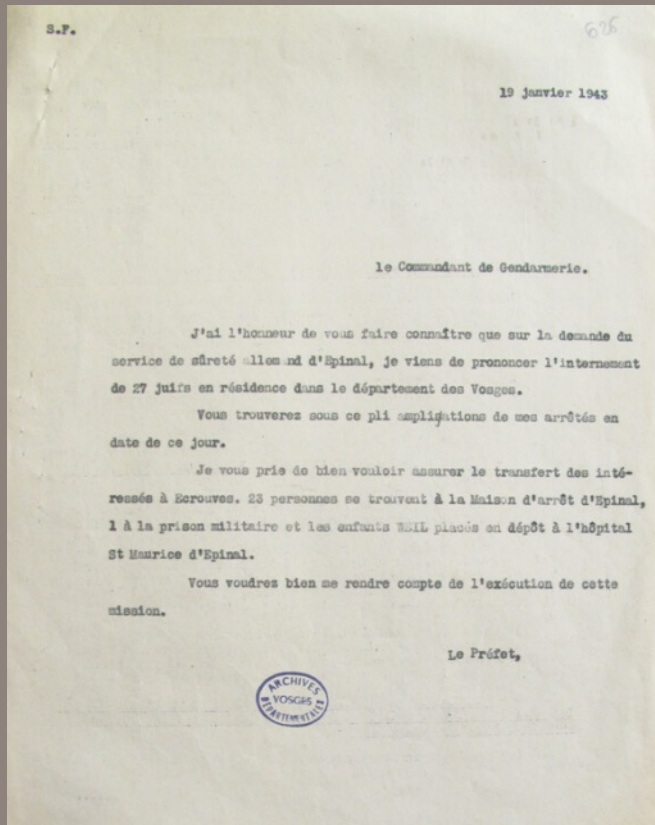 S.F.
626
19 janvier 1943
le Commandant de Gendarmerie.
J'ai l'honneur de vous faire connaître que sur la demande du
service de sûreté allemand d'Epinal, je viens de prononcer l'internement
de 27 juifs en résidence dans le département des Vosges.
Vous trouverez sous ce pli ampliations de mes arrêtés en
date de ce jour.
Je vous prie de bien vouloir assurer le transfert des inté-
ressés à Ecrouves. 23 personnes se trouvent à la Maison d'arrêt d'Epinal,
1 à la prison militaire et les enfants WEIL placés en dépôt à l'hôpital
St Maurice d'Epinal.
Vous voudrez bien me rendre compte de l'exécution de cette
mission.
Le Préfet,
ARCHIVES
VOSGES
DÉPARTEMENTALES